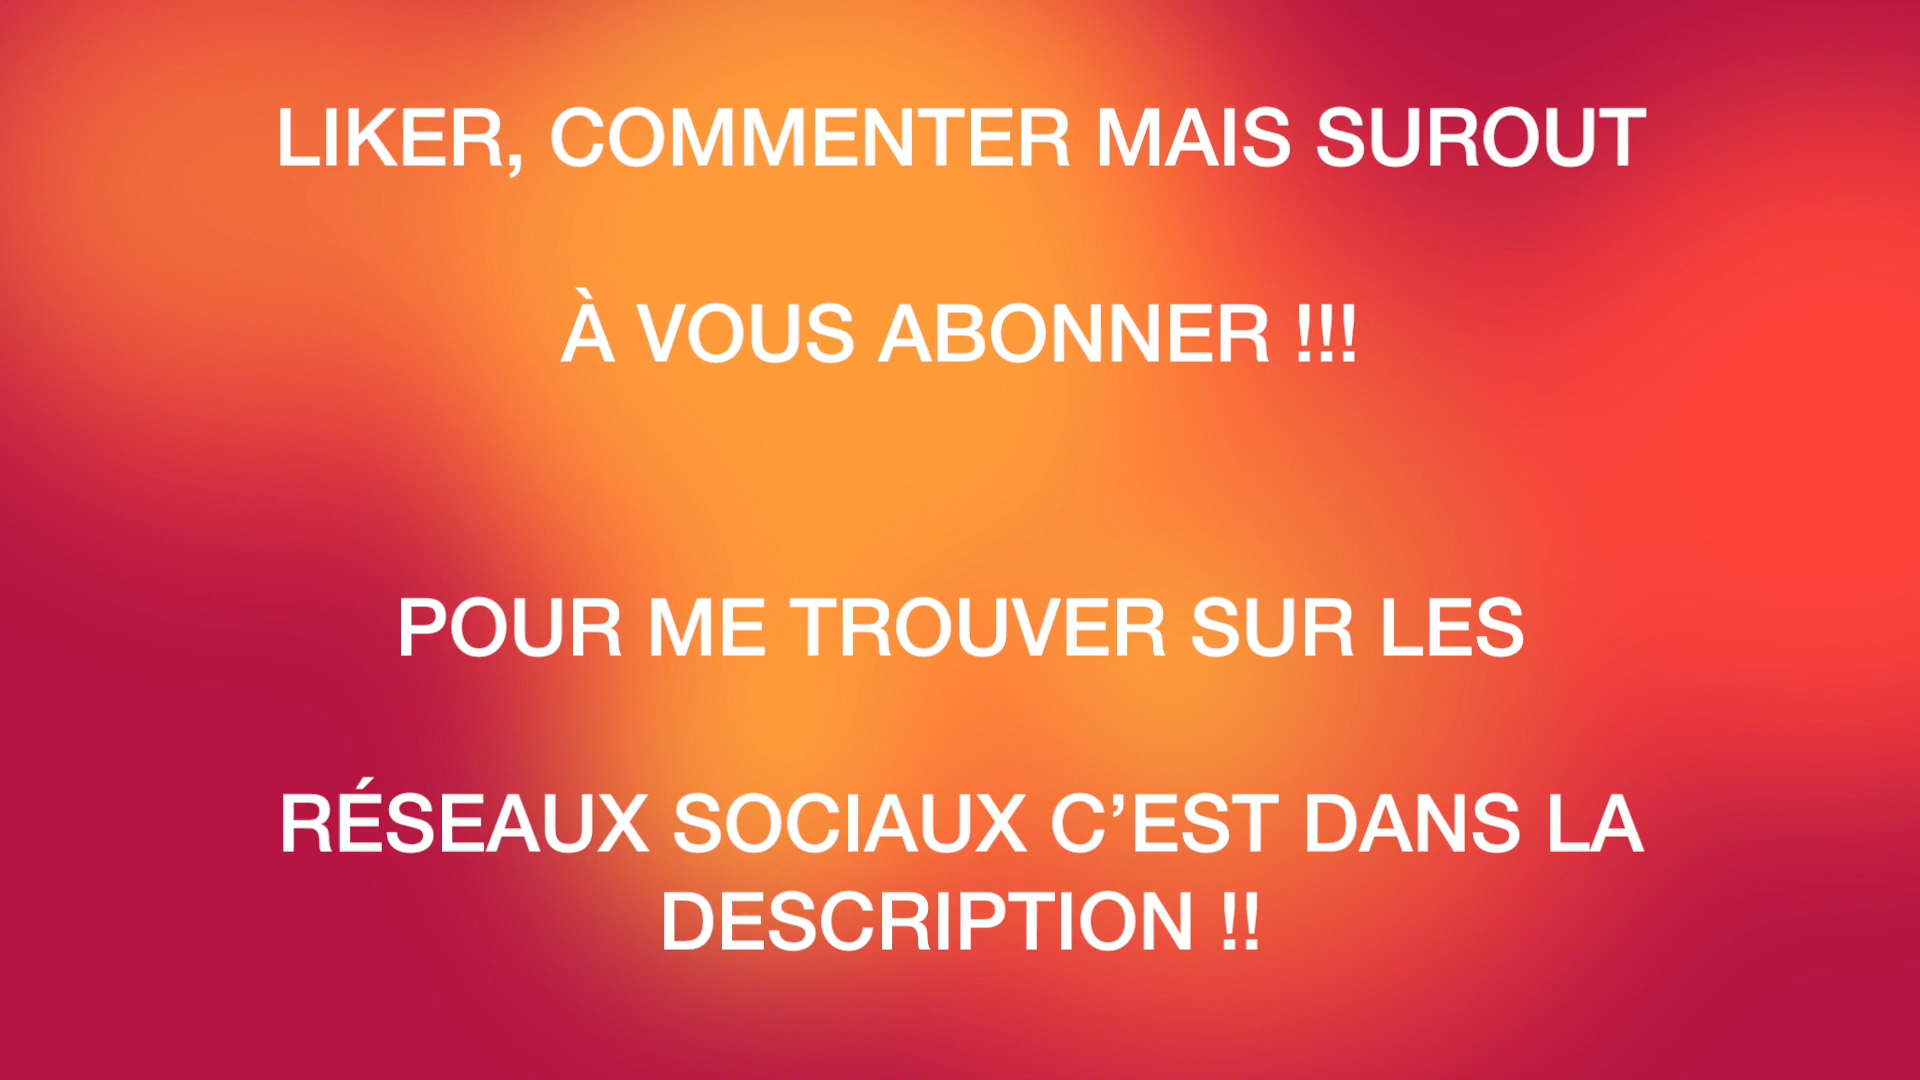 LIKER, COMMENTER MAIS SUROUT
À VOUS ABONNER !!!
POUR ME TROUVER SUR LES
RÉSEAUX SOCIAUX C’EST DANS LA
DESCRIPTION !!